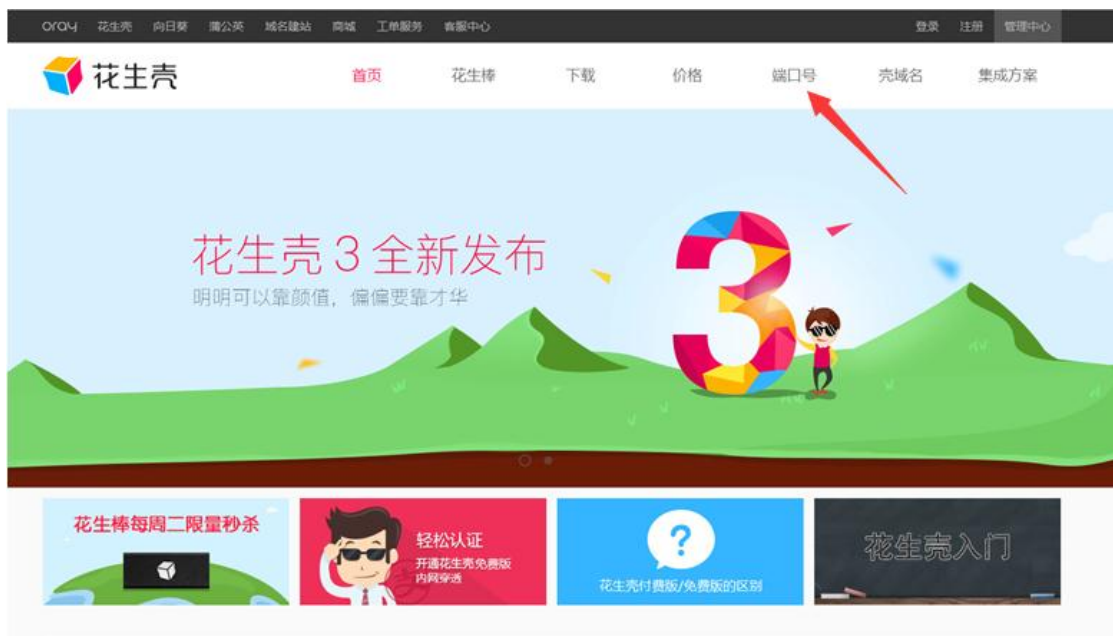 Oray 花生壳 向日葵 蒲公英 域名建站 商城 工单服务 客服中心 登录 注册 管理中心
花生壳 首页 花生棒 下载 价格 端口号 壳域名 集成方案
花生壳 3 全新发布
明明可以靠颜值,偏偏要靠才华
3
花生棒每周二限量秒杀
轻松认证
开通花生壳免费版
内网穿透
?
花生壳付费版/免费版的区别
花生壳入门